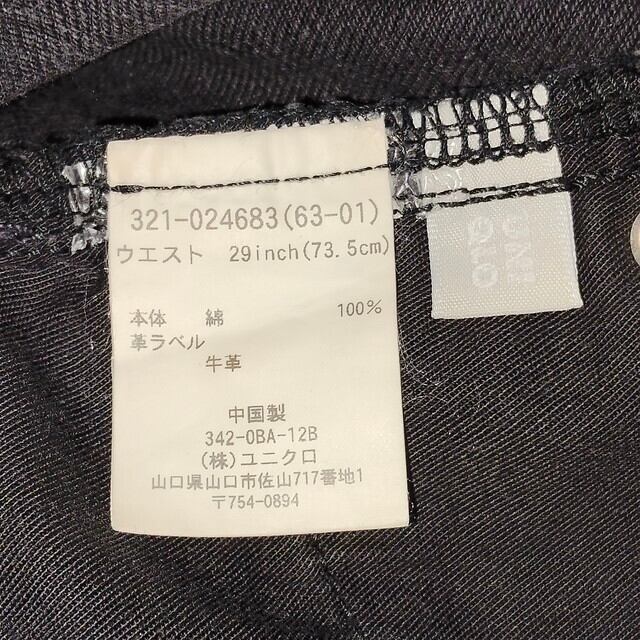 321-024683(63-01)
ウエスト 29inch(73.5cm)
本体 綿 100%
革ラベル
牛革
中国製
342-0BA-12B
(株)ユニクロ
山口県山口市佐山717番地1
〒754-0894
UNI
QLO